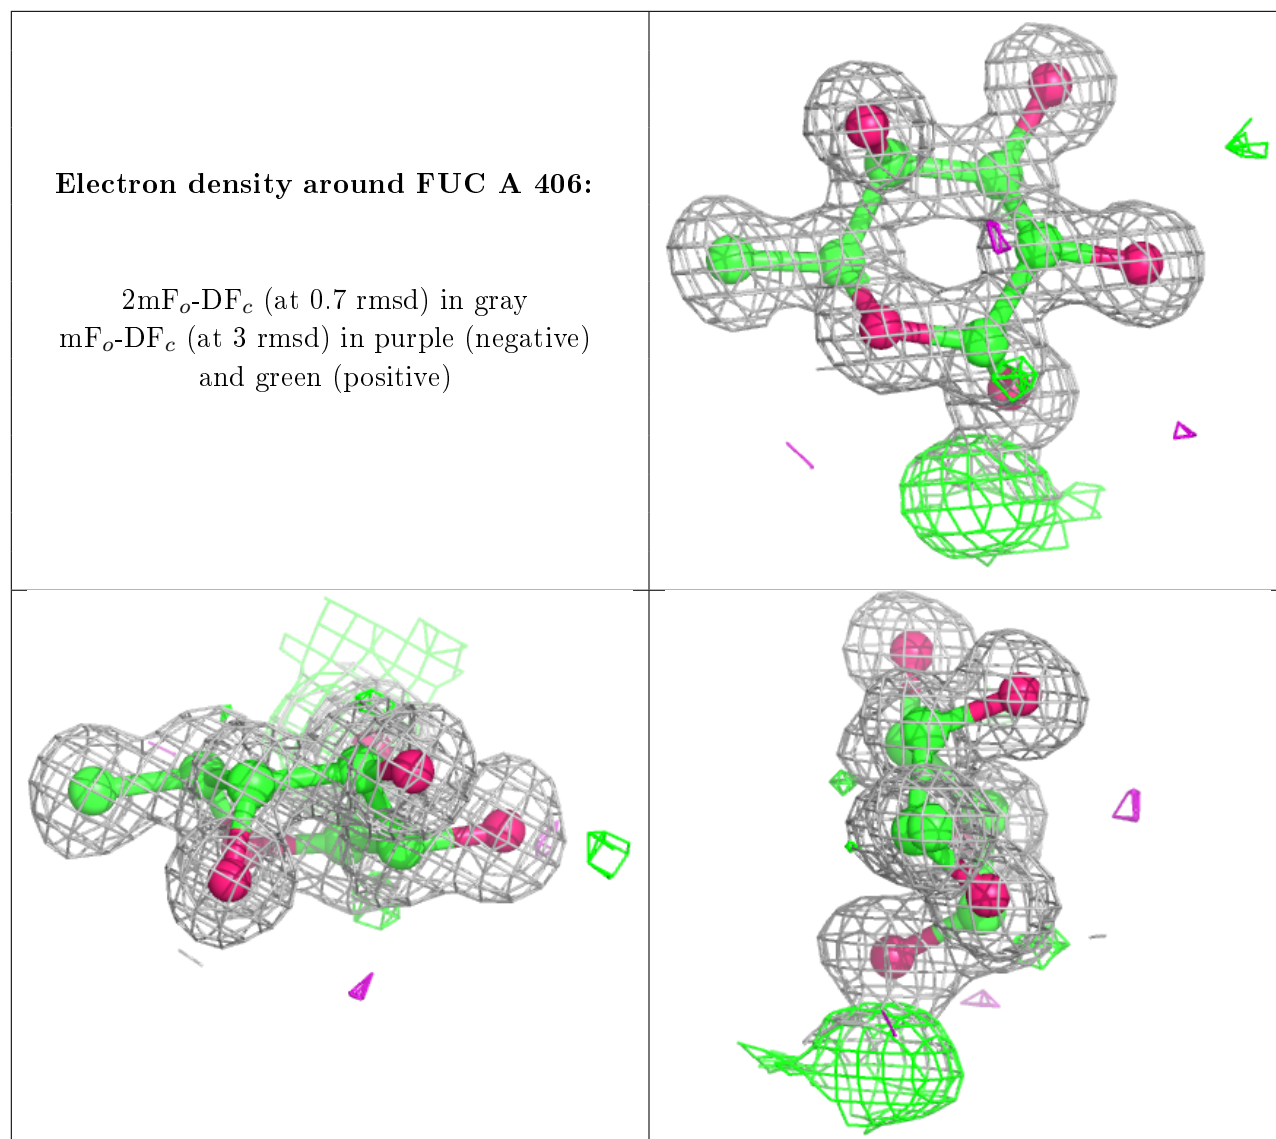 Electron density around FUC A 406:
2mFo-DFc (at 0.7 rmsd) in gray
mFo-DFc (at 3 rmsd) in purple (negative)
and green (positive)